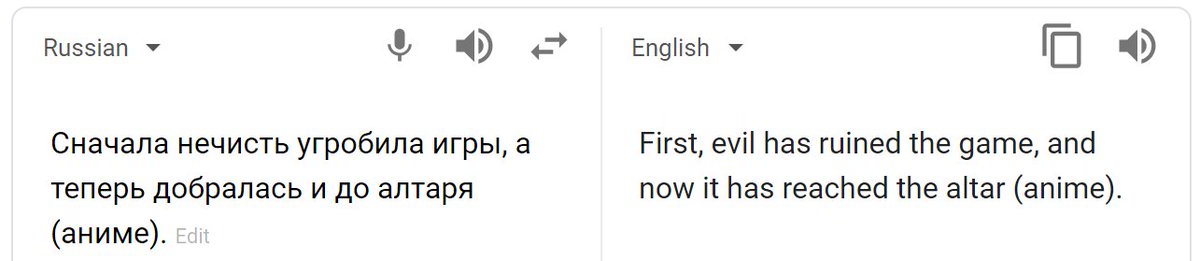 Russian
English
Сначала нечисть угробила игры, а
теперь добралась и до алтаря
(аниме). Edit
First, evil has ruined the game, and
now it has reached the altar (anime).